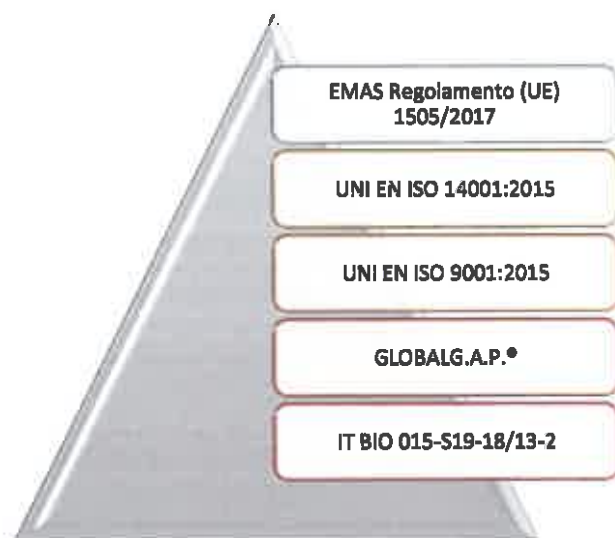 EMAS Regolamento (UE)
1505/2017
UNI EN ISO 14001:2015
UNI EN ISO 9001:2015
GLOBALG.A.P.®
IT BIO 015-S19-18/13-2